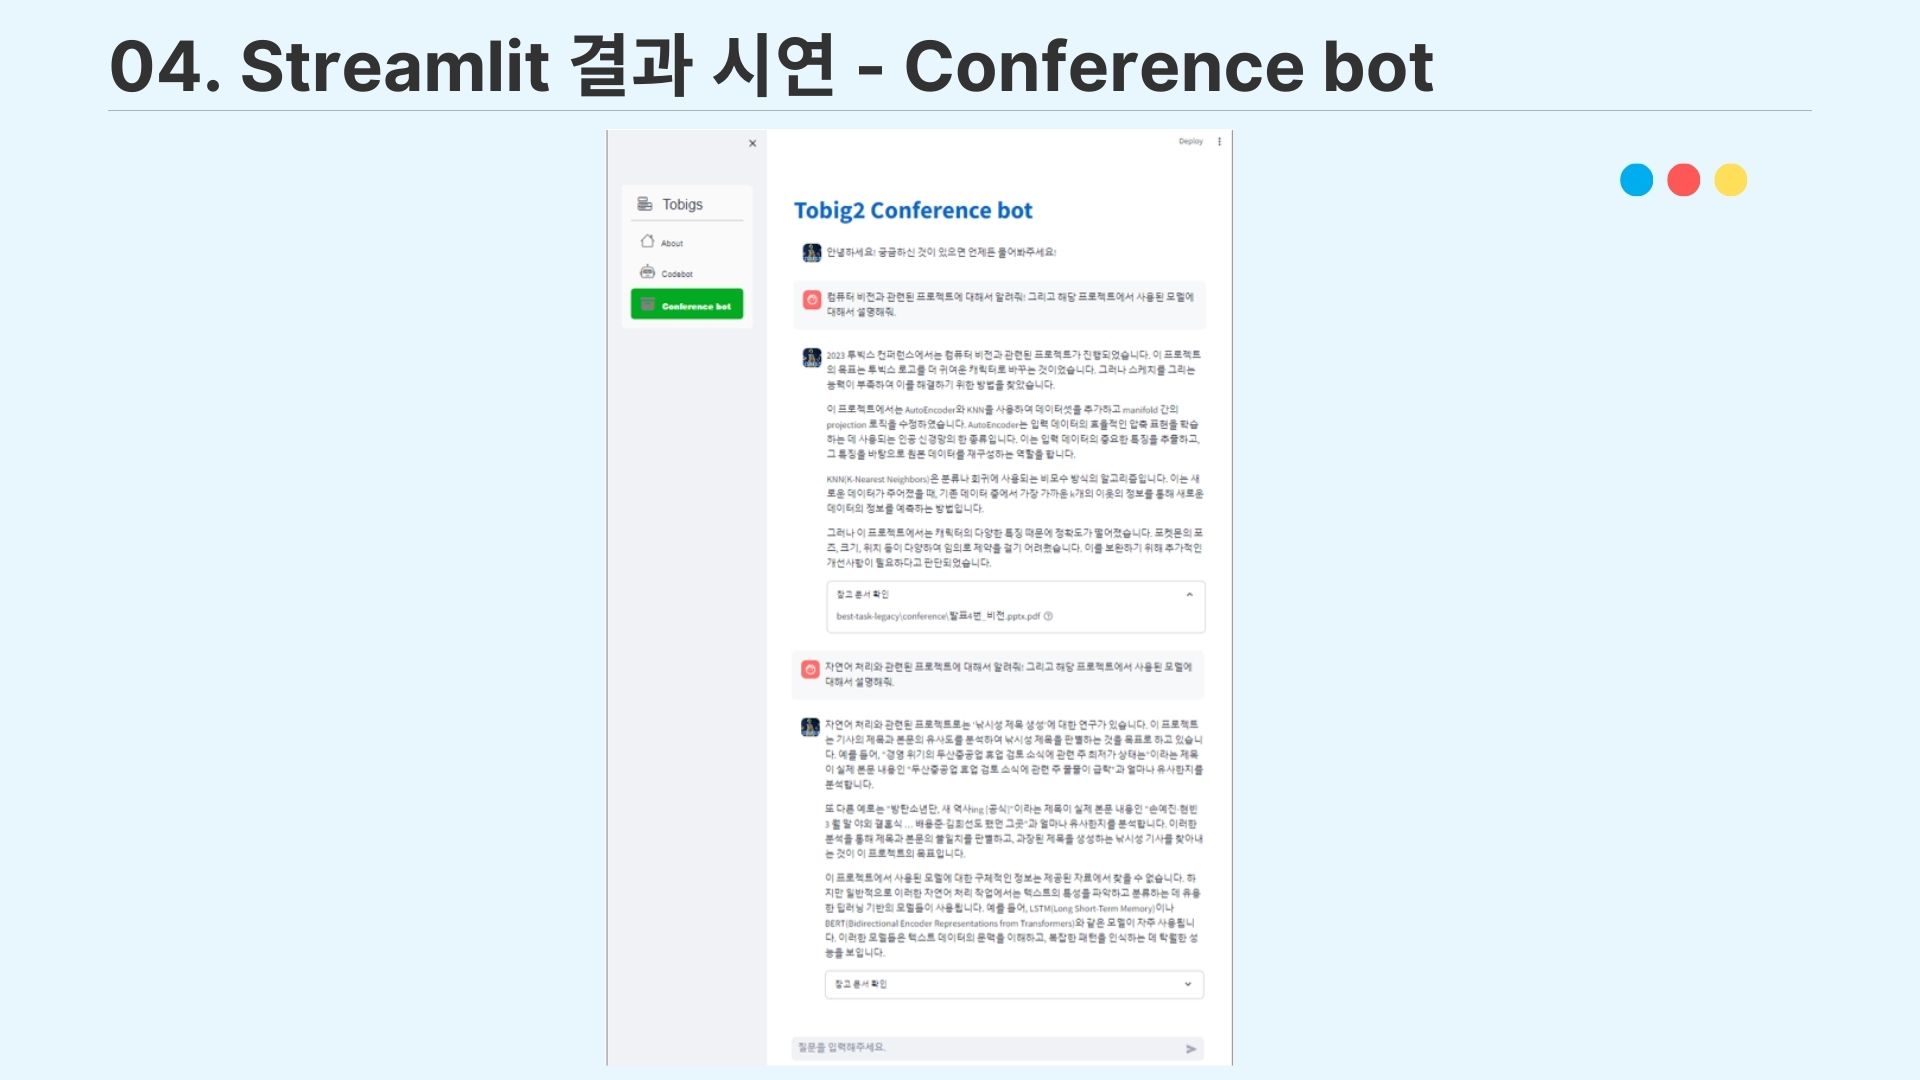 04. Streamlit 결과 시연 - Conference bot
Deploy
Tobigs
About
Codebot
Conference bot
Tobig2 Conference bot
안녕하세요! 궁금하신 것이 있으면 언제든 물어봐주세요!
컴퓨터 비전과 관련된 프로젝트에 대해서 알려줘! 그리고 해당 프로젝트에서 사용된 모델에
대해서 설명해줘.
2023 투빅스 컨퍼런스에서는 컴퓨터 비전과 관련된 프로젝트가 진행되었습니다. 이 프로젝트
의 목표는 투빅스 로고를 더 귀여운 캐릭터로 바꾸는 것이었습니다. 그러나 스케치를 그리는
능력이 부족하여 이를 해결하기 위한 방법을 찾았습니다.
이 프로젝트에서는 AutoEncoder와 KNN을 사용하여 데이터셋을 추가하고 manifold 간의
projection 로직을 수정하였습니다. AutoEncoder는 입력 데이터의 효율적인 압축 표현을 학습
하는 데 사용되는 인공 신경망의 한 종류입니다. 이는 입력 데이터의 중요한 특징을 추출하고,
그 특징을 바탕으로 원본 데이터를 재구성하는 역할을 합니다.
KNN(K-Nearest Neighbors)은 분류나 회귀에 사용되는 비모수 방식의 알고리즘입니다. 이는 새
로운 데이터가 주어졌을 때, 기존 데이터 중에서 가장 가까운 k개의 이웃의 정보를 통해 새로운
데이터의 정보를 예측하는 방법입니다.
그러나 이 프로젝트에서는 캐릭터의 다양한 특징 때문에 정확도가 떨어졌습니다. 포켓몬의 포
즈, 크기, 위치 등이 다양하여 임의로 제약을 걸기 어려웠습니다. 이를 보완하기 위해 추가적인
개선사항이 필요하다고 판단되었습니다.
참고 문서 확인
best-task-legacy\conference\발표4번_비전.pptx.pdf
자연어 처리와 관련된 프로젝트에 대해서 알려줘! 그리고 해당 프로젝트에서 사용된 모델에
대해서 설명해줘.
자연어 처리와 관련된 프로젝트로는 '낚시성 제목 생성'에 대한 연구가 있습니다. 이 프로젝트
는 기사의 제목과 본문의 유사도를 분석하여 낚시성 제목을 판별하는 것을 목표로 하고 있습니
다. 예를 들어, "경영 위기의 두산중공업 휴업 검토 소식에 관련 주 최저가 상태는"이라는 제목
이 실제 본문 내용인 "두산중공업 휴업 검토 소식에 관련 주 줄줄이 급락"과 얼마나 유사한지를
분석합니다.
또 다른 예로는 "방탄소년단, 새 역사ing [공식]"이라는 제목이 실제 본문 내용인 "손예진·현빈
3월 말 야외 결혼식 … 배용준·김희선도 했던 그곳"과 얼마나 유사한지를 분석합니다. 이러한
분석을 통해 제목과 본문의 불일치를 판별하고, 과장된 제목을 생성하는 낚시성 기사를 찾아내
는 것이 이 프로젝트의 목표입니다.
이 프로젝트에서 사용된 모델에 대한 구체적인 정보는 제공된 자료에서 찾을 수 없습니다. 하
지만 일반적으로 이러한 자연어 처리 작업에서는 텍스트의 특성을 파악하고 분류하는 데 유용
한 딥러닝 기반의 모델들이 사용됩니다. 예를 들어, LSTM(Long Short-Term Memory)이나
BERT(Bidirectional Encoder Representations from Transformers)와 같은 모델이 자주 사용됩니
다. 이러한 모델들은 텍스트 데이터의 문맥을 이해하고, 복잡한 패턴을 인식하는 데 탁월한 성
능을 보입니다.
참고 문서 확인
질문을 입력해주세요.